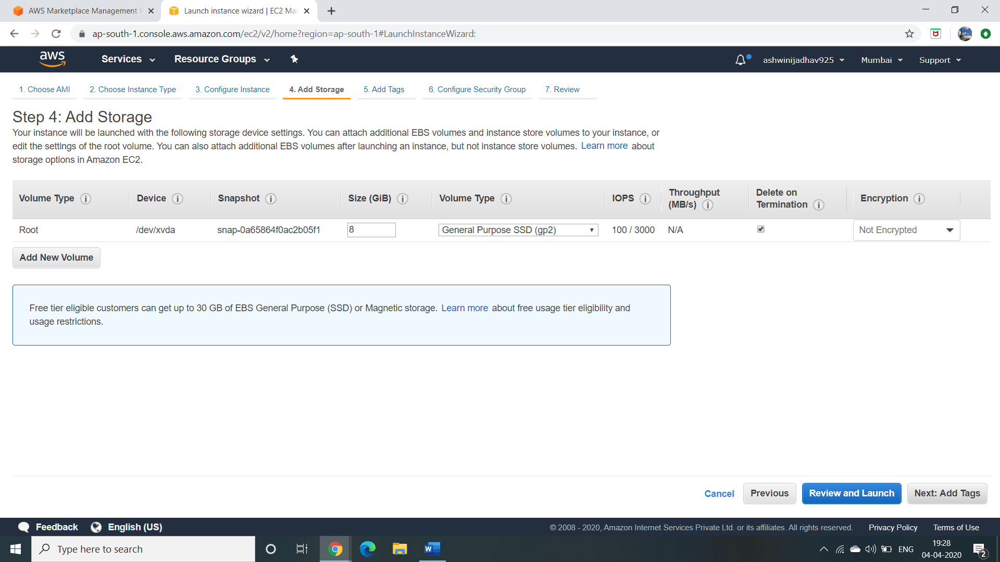 AWS Marketplace Management
Launch instance wizard | EC2 Ma
ap-south-1.console.aws.amazon.com/ec2/v2/home?region=ap-south-1#LaunchInstanceWizard:
aws
Services
Resource Groups
ashwinijadhav925
Mumbai
Support
1. Choose AMI
2. Choose Instance Type
3. Configure Instance
4. Add Storage
5. Add Tags
6. Configure Security Group
7. Review
Step 4: Add Storage
Your instance will be launched with the following storage device settings. You can attach additional EBS volumes and instance store volumes to your instance, or
edit the settings of the root volume. You can also attach additional EBS volumes after launching an instance, but not instance store volumes. Learn more about
storage options in Amazon EC2.
Volume Type
Device
Snapshot
Size (GiB)
Volume Type
IOPS
Throughput
(MB/s)
Delete on
Termination
Encryption
Root
/dev/xvda
snap-0a65864f0ac2b05f1
8
General Purpose SSD (gp2)
100 / 3000
N/A
Not Encrypted
Add New Volume
Free tier eligible customers can get up to 30 GB of EBS General Purpose (SSD) or Magnetic storage. Learn more about free usage tier eligibility and
usage restrictions.
Cancel
Previous
Review and Launch
Next: Add Tags
Feedback
English (US)
© 2008 - 2020, Amazon Internet Services Private Ltd. or its affiliates. All rights reserved.
Privacy Policy
Terms of Use
Type here to search
ENG
19:28
04-04-2020
2